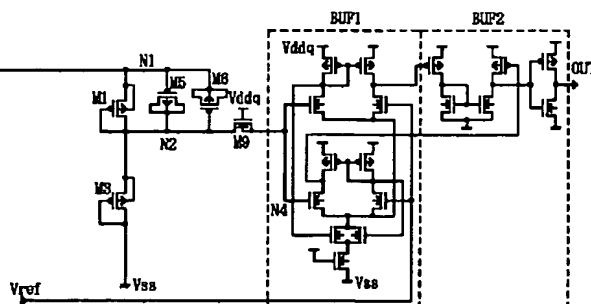 BUF1
BUF2
N1
M5
M6
Vddq
Vddq
OUT
M1
N2
M9
M3
N4
Vss
Vss
Vref